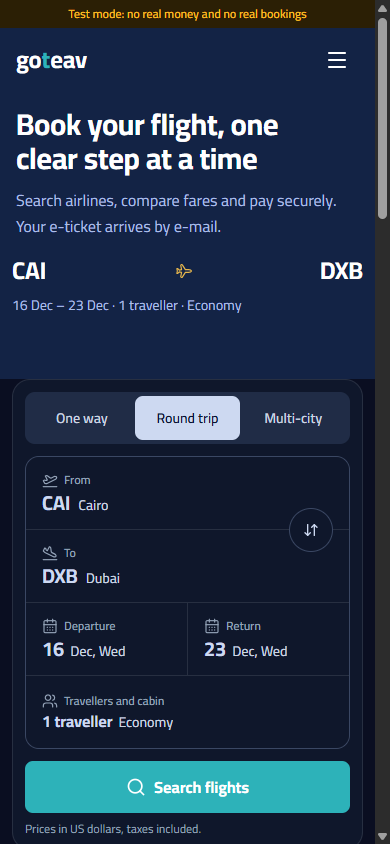 Test mode: no real money and no real bookings
goteav
Book your flight, one
clear step at a time
Search airlines, compare fares and pay securely.
Your e-ticket arrives by e-mail.
CAI DXB
16 Dec – 23 Dec · 1 traveller · Economy
One way Round trip Multi-city
From
CAI Cairo
To
DXB Dubai
Departure Return
16 Dec, Wed 23 Dec, Wed
Travellers and cabin
1 traveller Economy
Search flights
Prices in US dollars, taxes included.